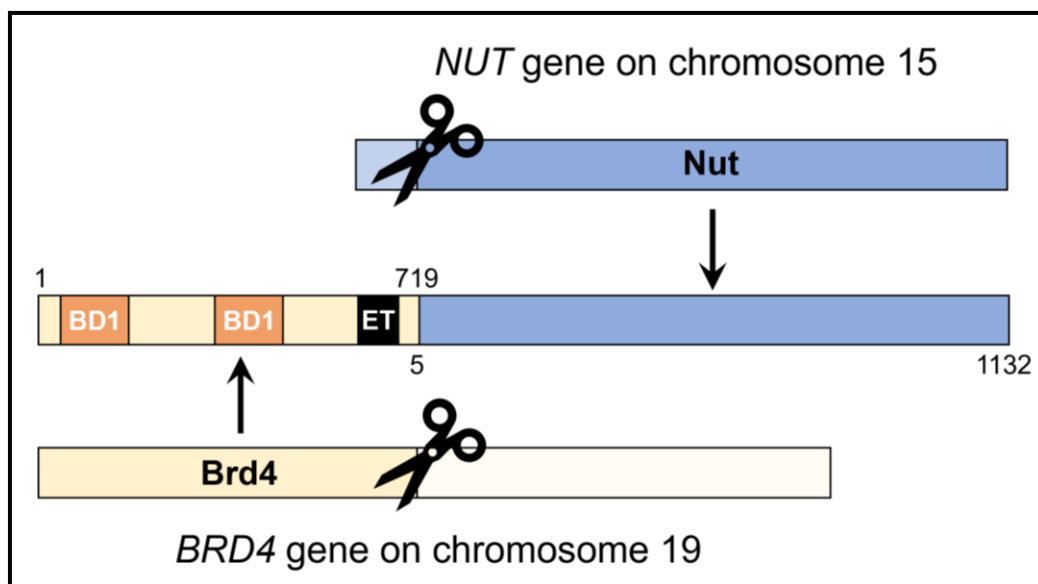 NUT gene on chromosome 15
Nut
1 719
BD1 BD1 ET
5 1132
Brd4
BRD4 gene on chromosome 19